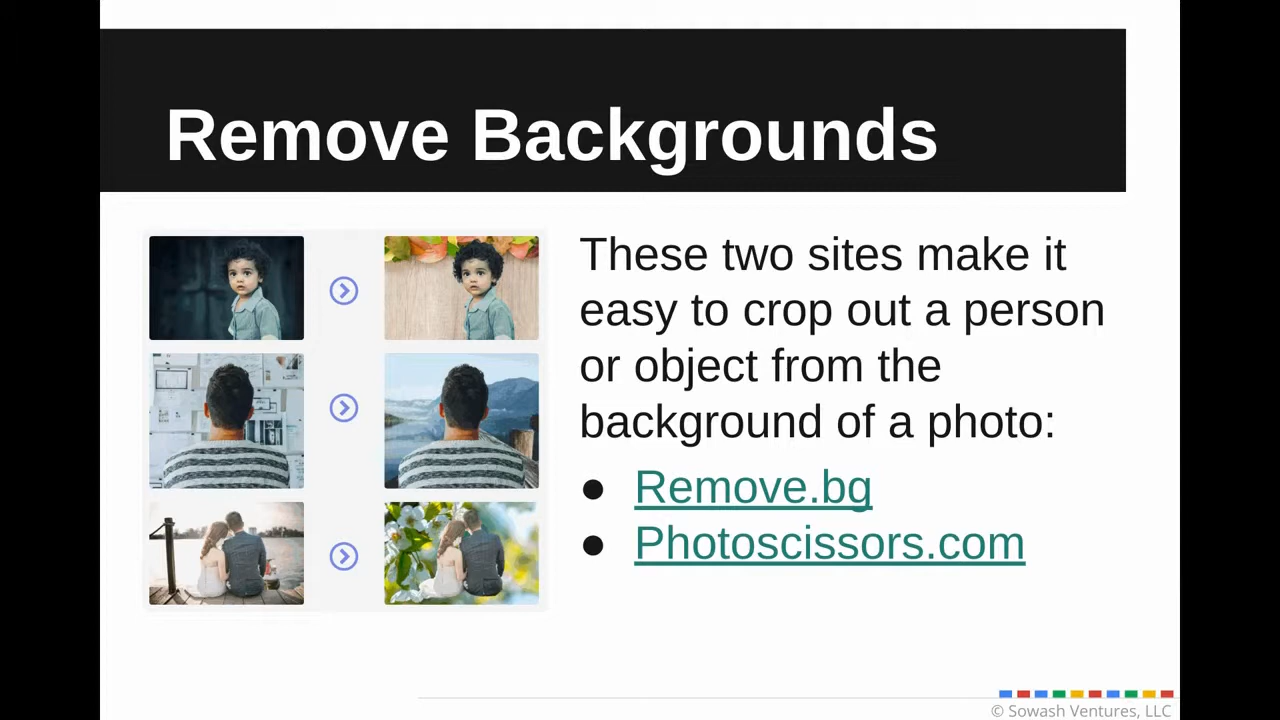 Remove Backgrounds
These two sites make it
easy to crop out a person
or object from the
background of a photo:
● Remove.bg
● Photoscissors.com
© Sowash Ventures, LLC